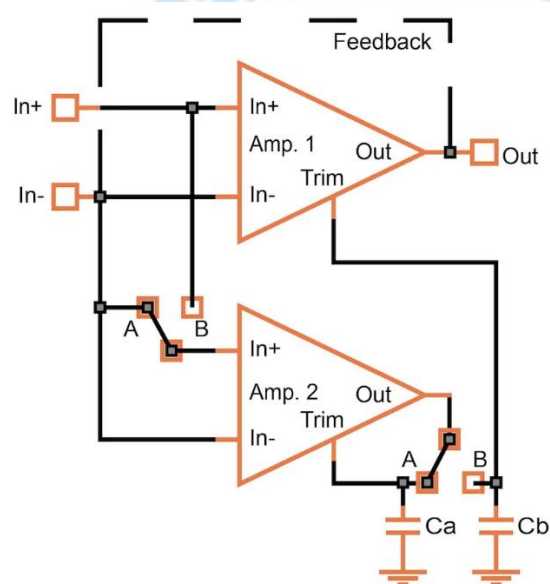 Feedback
In+
In+
Amp. 1
Out
Out
Trim
In-
In-
A
B
In+
Amp. 2
Out
Trim
In-
A
B
Ca
Cb